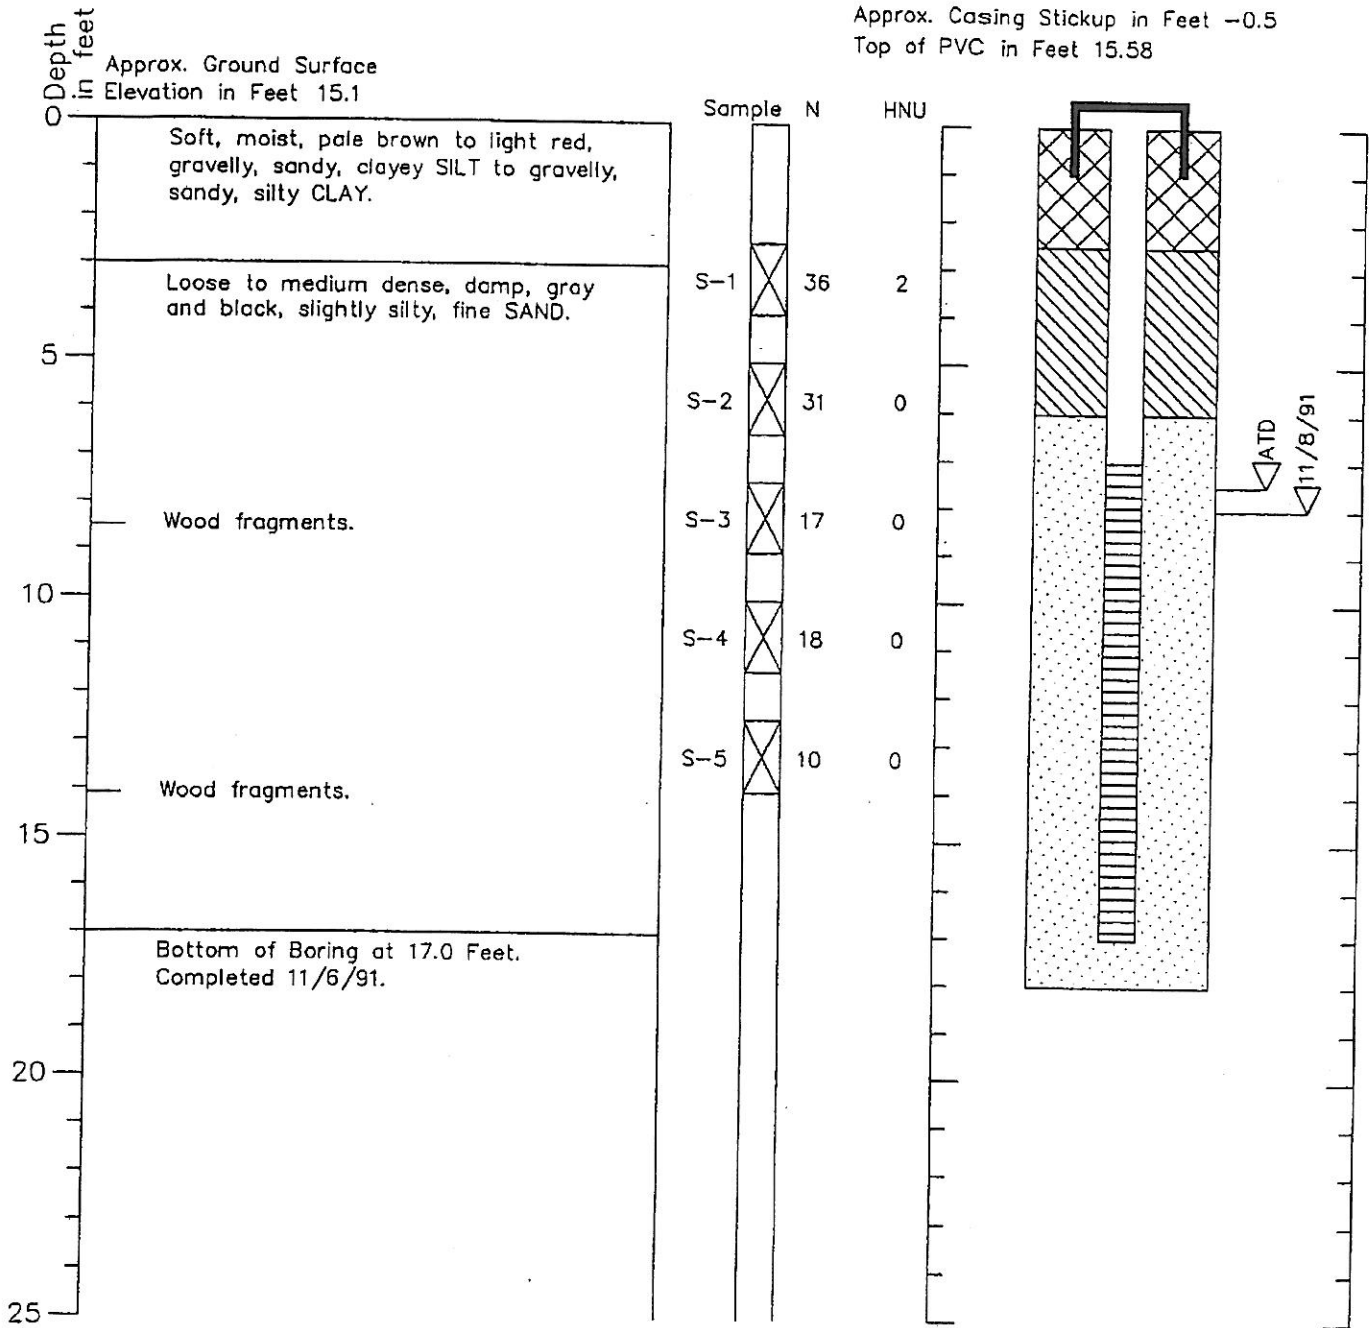 Approx. Casing Stickup in Feet -0.5
Top of PVC in Feet 15.58
Depth
in feet
Approx. Ground Surface
Elevation in Feet 15.1
Sample N HNU
0
Soft, moist, pale brown to light red,
gravelly, sandy, clayey SILT to gravelly,
sandy, silty CLAY.
Loose to medium dense, damp, gray
and black, slightly silty, fine SAND.
S-1 36 2
5
S-2 31 0
ATD
11/8/91
Wood fragments.
S-3 17 0
10
S-4 18 0
S-5 10 0
Wood fragments.
15
Bottom of Boring at 17.0 Feet.
Completed 11/6/91.
20
25